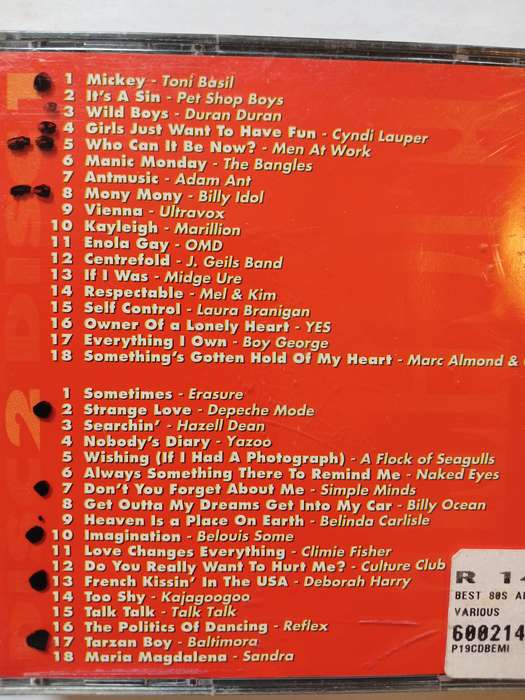 DISC 1
1 Mickey - Toni Basil
2 It's A Sin - Pet Shop Boys
3 Wild Boys - Duran Duran
4 Girls Just Want To Have Fun - Cyndi Lauper
5 Who Can It Be Now? - Men At Work
6 Manic Monday - The Bangles
7 Antmusic - Adam Ant
8 Mony Mony - Billy Idol
9 Vienna - Ultravox
10 Kayleigh - Marillion
11 Enola Gay - OMD
12 Centrefold - J. Geils Band
13 If I Was - Midge Ure
14 Respectable - Mel & Kim
15 Self Control - Laura Branigan
16 Owner Of a Lonely Heart - YES
17 Everything I Own - Boy George
18 Something's Gotten Hold Of My Heart - Marc Almond &
DISC 2
1 Sometimes - Erasure
2 Strange Love - Depeche Mode
3 Searchin' - Hazell Dean
4 Nobody's Diary - Yazoo
5 Wishing (If I Had A Photograph) - A Flock of Seagulls
6 Always Something There To Remind Me - Naked Eyes
7 Don't You Forget About Me - Simple Minds
8 Get Outta My Dreams Get Into My Car - Billy Ocean
9 Heaven Is a Place On Earth - Belinda Carlisle
10 Imagination - Belouis Some
11 Love Changes Everything - Climie Fisher
12 Do You Really Want To Hurt Me? - Culture Club
13 French Kissin' In The USA - Deborah Harry
14 Too Shy - Kajagoogoo
15 Talk Talk - Talk Talk
16 The Politics Of Dancing - Reflex
17 Tarzan Boy - Baltimora
18 Maria Magdalena - Sandra
R 14
BEST 80S A
VARIOUS
600214
P19CDBEMI